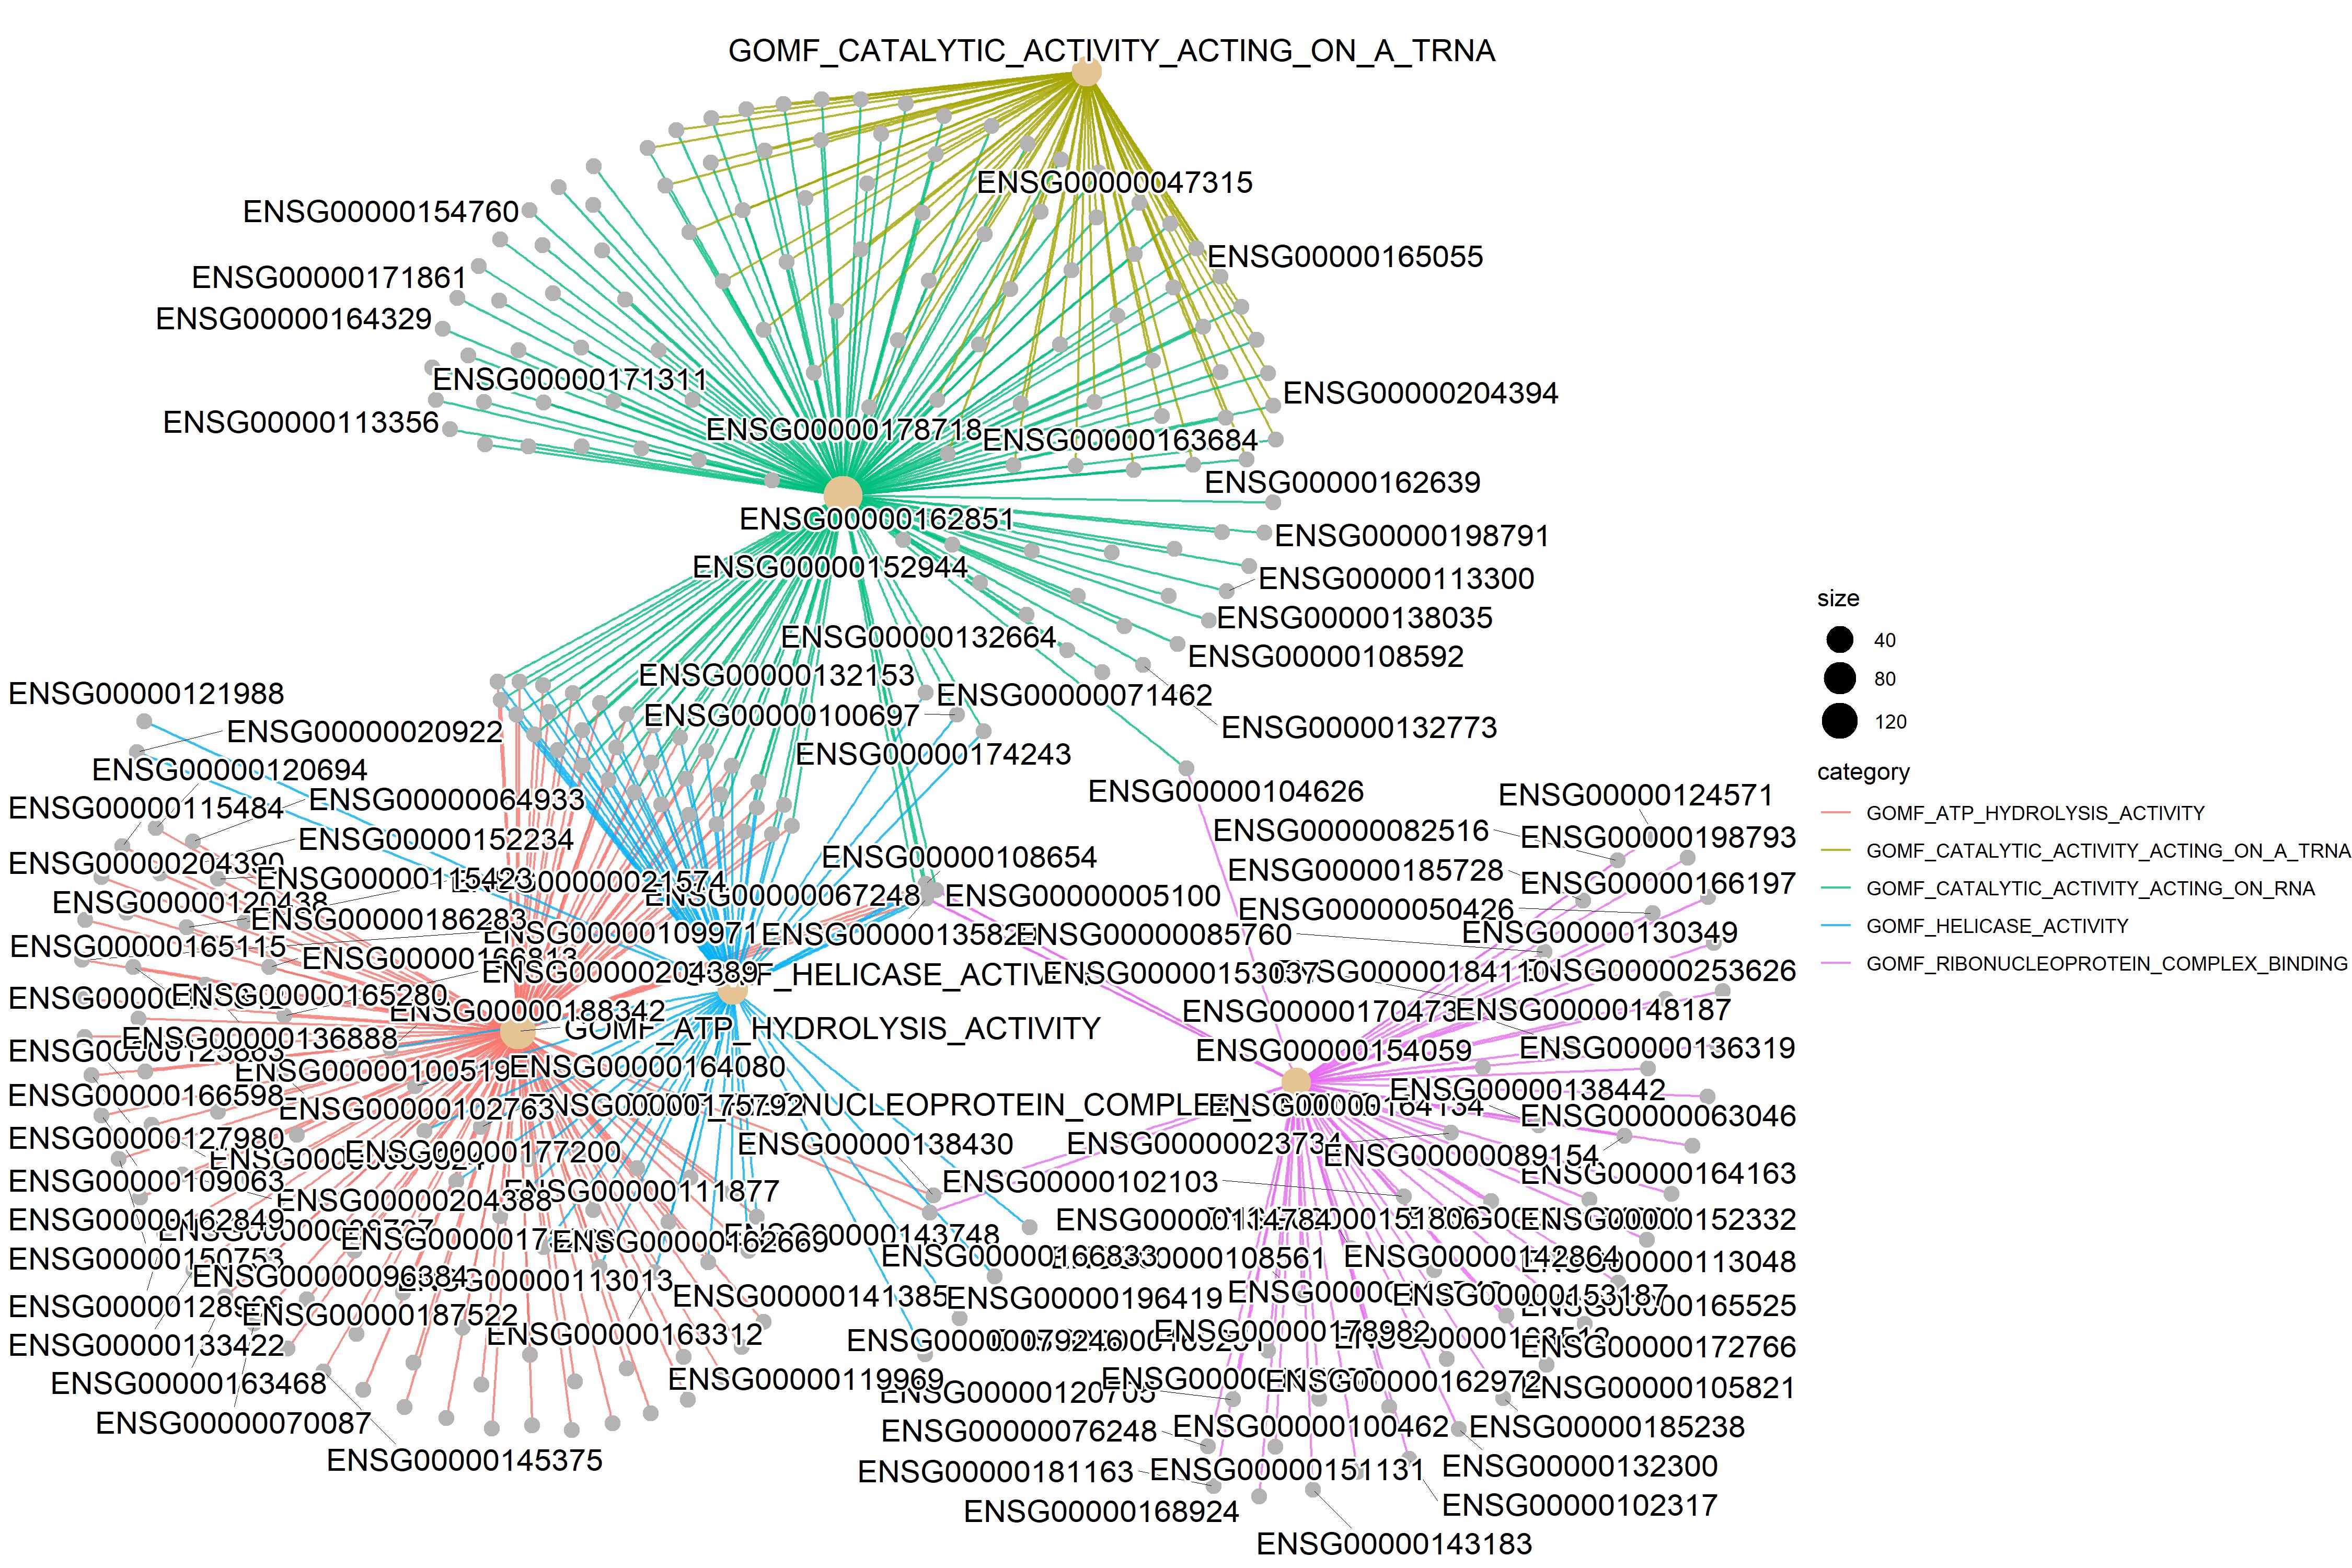 GOMF_CATALYTIC_ACTIVITY_ACTING_ON_A_TRNA
ENSG00000047315
ENSG00000154760
ENSG00000165055
ENSG00000171861
ENSG00000164329
ENSG00000171311
ENSG00000204394
ENSG00000113356
ENSG00000178718
ENSG00000163684
ENSG00000162639
ENSG00000162851
ENSG00000198791
ENSG00000152944
ENSG00000113300
ENSG00000138035
ENSG00000132664
ENSG00000108592
ENSG00000132153
ENSG00000121988
ENSG00000071462
ENSG00000100697
ENSG00000132773
ENSG00000020922
ENSG00000174243
ENSG00000120694
ENSG00000104626
ENSG00000124571
ENSG00000064933
ENSG00000115484
ENSG00000082516
ENSG00000198793
ENSG00000152234
ENSG00000108654
ENSG00000204390
ENSG00000185728
ENSG00000115423
ENSG00000021574
ENSG00000166197
ENSG00000067248
ENSG00000005100
ENSG00000120438
ENSG00000050426
ENSG00000186283
ENSG00000109971
ENSG00000085760
ENSG00000130349
ENSG00000165115
ENSG00000204389
ENSG00000153037
ENSG00000253626
ENSG00000165280
ENSG00000188342
ENSG00000170473
ENSG00000148187
GOMF_ATP_HYDROLYSIS_ACTIVITY
ENSG00000136888
ENSG00000154059
ENSG00000136319
ENSG00000100519
ENSG00000164080
ENSG00000138442
ENSG00000166598
ENSG00000102763
ENSG00000175792
ENSG00000164134
ENSG00000063046
ENSG00000127980
ENSG00000138430
ENSG00000023734
ENSG00000089154
ENSG00000177200
ENSG00000164163
ENSG00000109063
ENSG00000102103
ENSG00000204388
ENSG00000111877
ENSG00000162849
ENSG00000114784
ENSG00000152332
ENSG00000162669
ENSG00000143748
ENSG00000150753
ENSG00000166833
ENSG00000108561
ENSG00000142864
ENSG00000113048
ENSG00000096384
ENSG00000113013
ENSG00000141385
ENSG00000196419
ENSG00000153187
ENSG00000165525
ENSG00000187522
ENSG00000163312
ENSG00000133422
ENSG00000079246
ENSG00000178982
ENSG00000172766
ENSG00000163468
ENSG00000119969
ENSG00000120705
ENSG00000162972
ENSG00000105821
ENSG00000070087
ENSG00000076248
ENSG00000100462
ENSG00000185238
ENSG00000145375
ENSG00000181163
ENSG00000151131
ENSG00000132300
ENSG00000168924
ENSG00000102317
ENSG00000143183
size
40
80
120
category
GOMF_ATP_HYDROLYSIS_ACTIVITY
GOMF_CATALYTIC_ACTIVITY_ACTING_ON_A_TRNA
GOMF_CATALYTIC_ACTIVITY_ACTING_ON_RNA
GOMF_HELICASE_ACTIVITY
GOMF_RIBONUCLEOPROTEIN_COMPLEX_BINDING